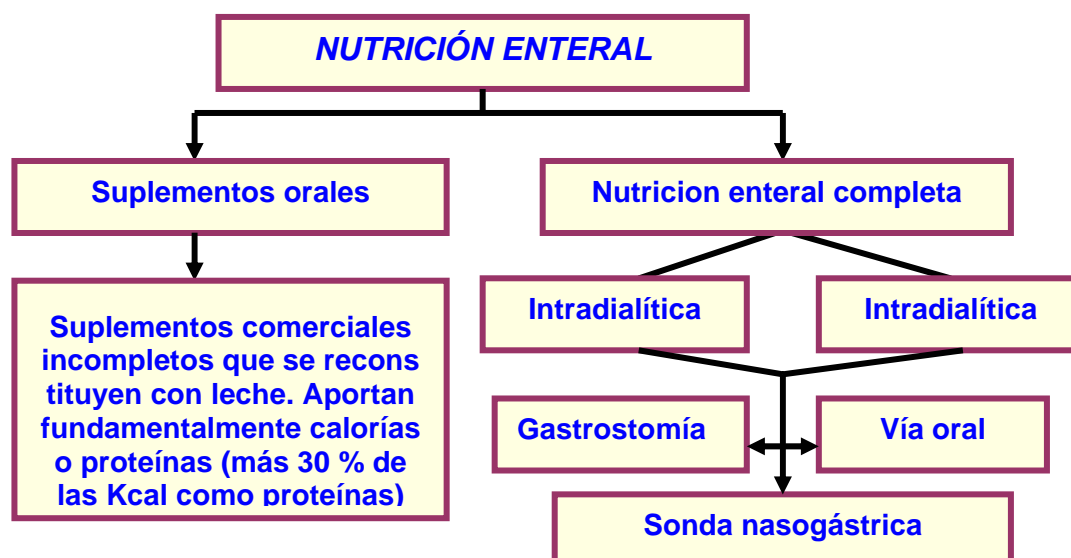 NUTRICIÓN ENTERAL
Suplementos orales
Nutricion enteral completa
Suplementos comerciales
incompletos que se recons
tituyen con leche. Aportan
fundamentalmente calorías
o proteínas (más 30 % de
las Kcal como proteínas)
Intradialítica
Intradialítica
Gastrostomía
Vía oral
Sonda nasogástrica